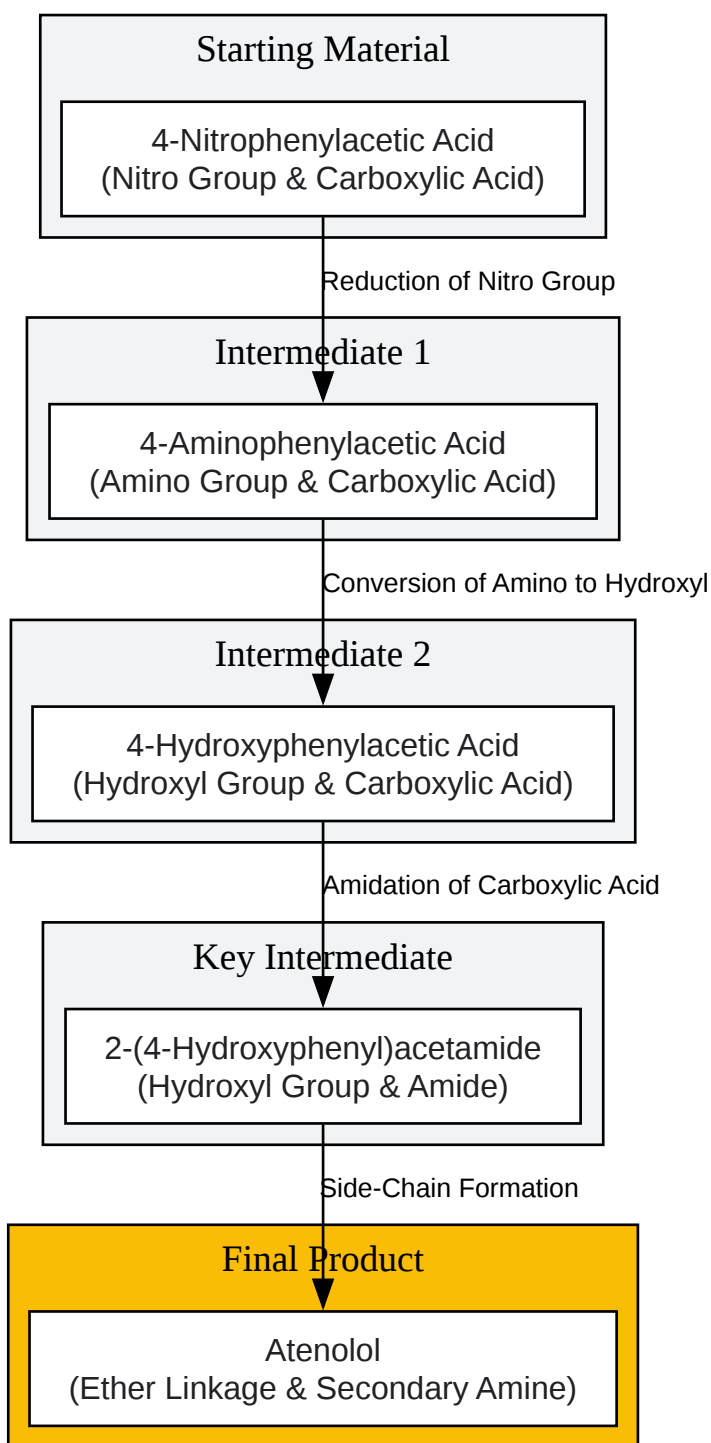 Starting Material
4-Nitrophenylacetic Acid
(Nitro Group & Carboxylic Acid)
Reduction of Nitro Group
Intermediate 1
4-Aminophenylacetic Acid
(Amino Group & Carboxylic Acid)
Conversion of Amino to Hydroxyl
Intermediate 2
4-Hydroxyphenylacetic Acid
(Hydroxyl Group & Carboxylic Acid)
Amidation of Carboxylic Acid
Key Intermediate
2-(4-Hydroxyphenyl)acetamide
(Hydroxyl Group & Amide)
Side-Chain Formation
Final Product
Atenolol
(Ether Linkage & Secondary Amine)